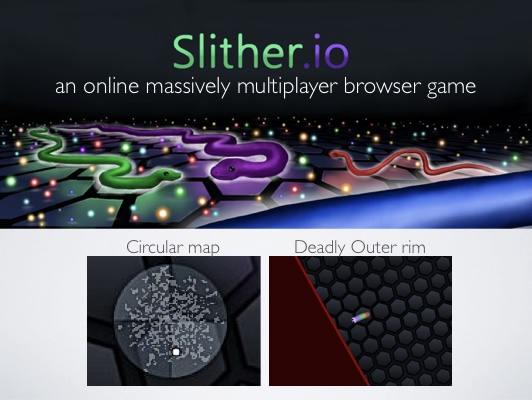 Slither.io
an online massively multiplayer browser game
Circular map
Deadly Outer rim